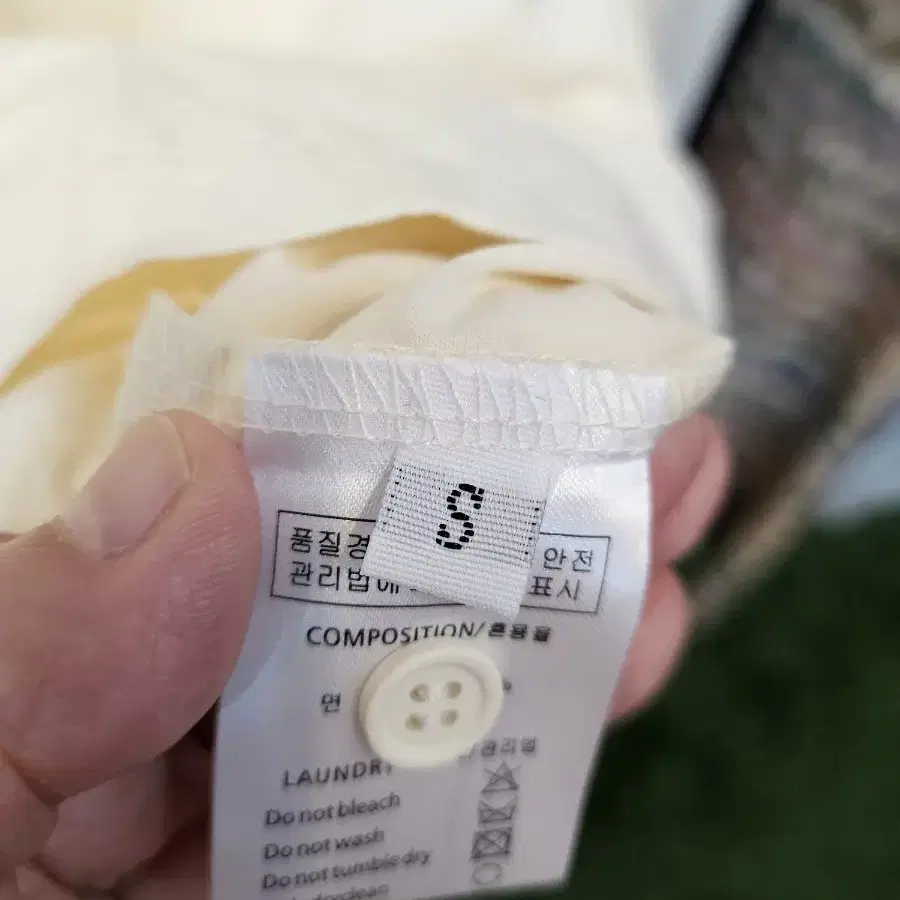 S
품질경 안전
관리법에 표시
COMPOSITION/혼용율
면 %
LAUNDRY
Do not bleach
Do not wash
Do not tumble dry